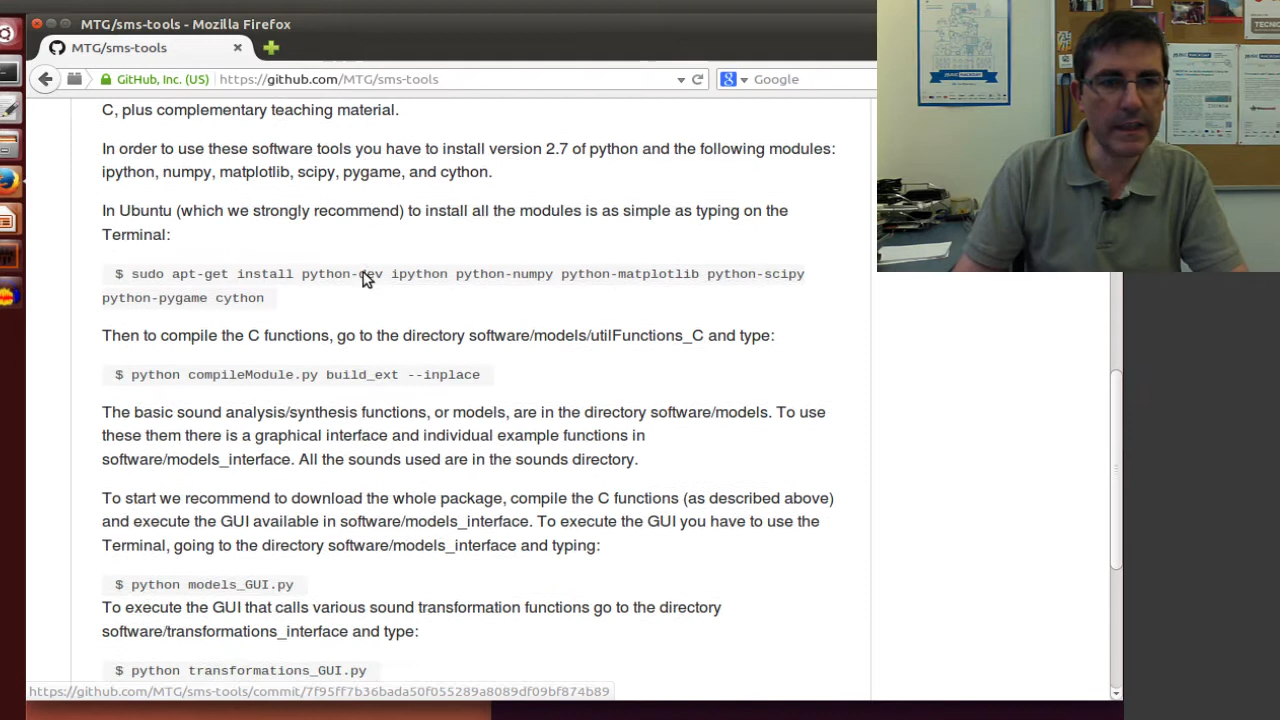 MTG/sms-tools - Mozilla Firefox
MTG/sms-tools
GitHub, Inc. (US)
https://github.com/MTG/sms-tools
Google
C, plus complementary teaching material.
In order to use these software tools you have to install version 2.7 of python and the following modules:
ipython, numpy, matplotlib, scipy, pygame, and cython.
In Ubuntu (which we strongly recommend) to install all the modules is as simple as typing on the
Terminal:
$ sudo apt-get install python-dev ipython python-numpy python-matplotlib python-scipy
python-pygame cython
Then to compile the C functions, go to the directory software/models/utilFunctions_C and type:
$ python compileModule.py build_ext --inplace
The basic sound analysis/synthesis functions, or models, are in the directory software/models. To use
these them there is a graphical interface and individual example functions in
software/models_interface. All the sounds used are in the sounds directory.
To start we recommend to download the whole package, compile the C functions (as described above)
and execute the GUI available in software/models_interface. To execute the GUI you have to use the
Terminal, going to the directory software/models_interface and typing:
$ python models_GUI.py
To execute the GUI that calls various sound transformation functions go to the directory
software/transformations_interface and type:
$ python transformations_GUI.py
https://github.com/MTG/sms-tools/commit/7f95ff7b36bada50f055289a8089df09bf874b89